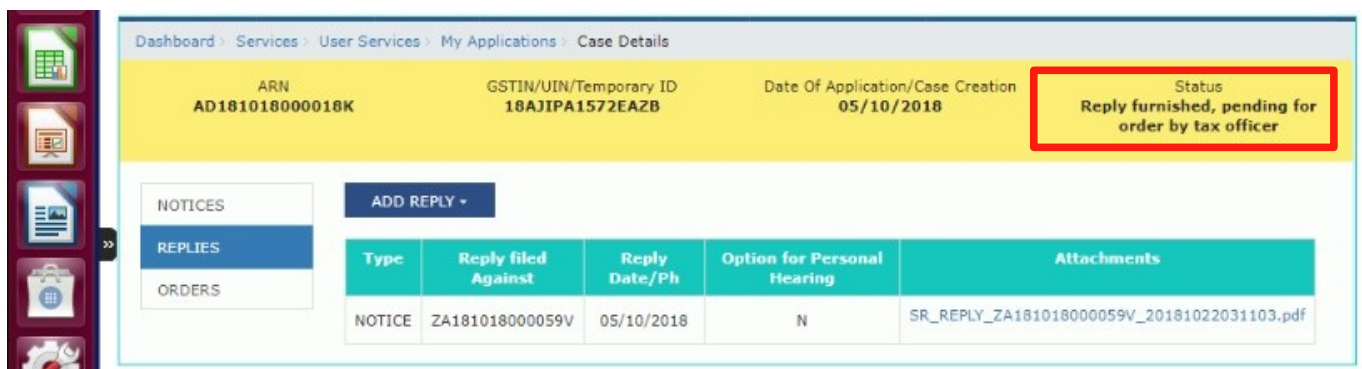 Dashboard > Services > User Services > My Applications > Case Details
ARN
AD181018000018K
GSTIN/UIN/Temporary ID
18AJIPA1572EAZB
Date Of Application/Case Creation
05/10/2018
Status
Reply furnished, pending for
order by tax officer
NOTICES
REPLIES
ORDERS
ADD REPLY
Type
Reply filed
Against
Reply
Date/Ph
Option for Personal
Hearing
Attachments
NOTICE
ZA181018000059V
05/10/2018
N
SR_REPLY_ZA181018000059V_20181022031103.pdf